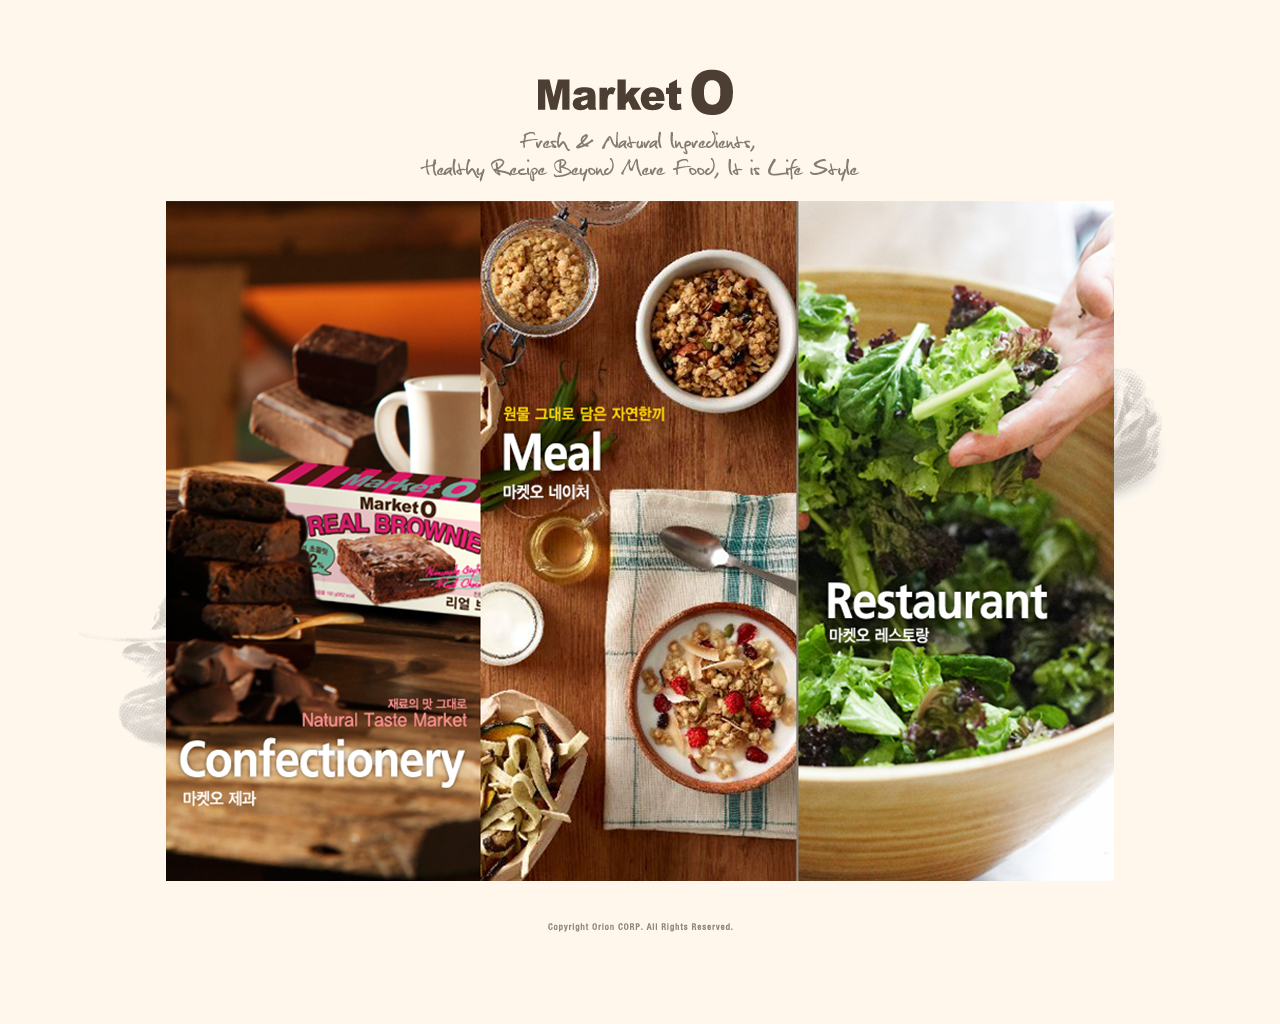 Market O
Fresh & Natural Ingredients,
Healthy Recipe Beyond Mere Food, It is Life Style
Market O
Market O
REAL BROWNIE
리얼 브
원물 그대로 담은 자연한끼
Meal
마켓오 네이처
Restaurant
마켓오 레스토랑
재료의 맛 그대로
Natural Taste Market
Confectionery
마켓오 제과
Copyright Orion CORP. All Rights Reserved.